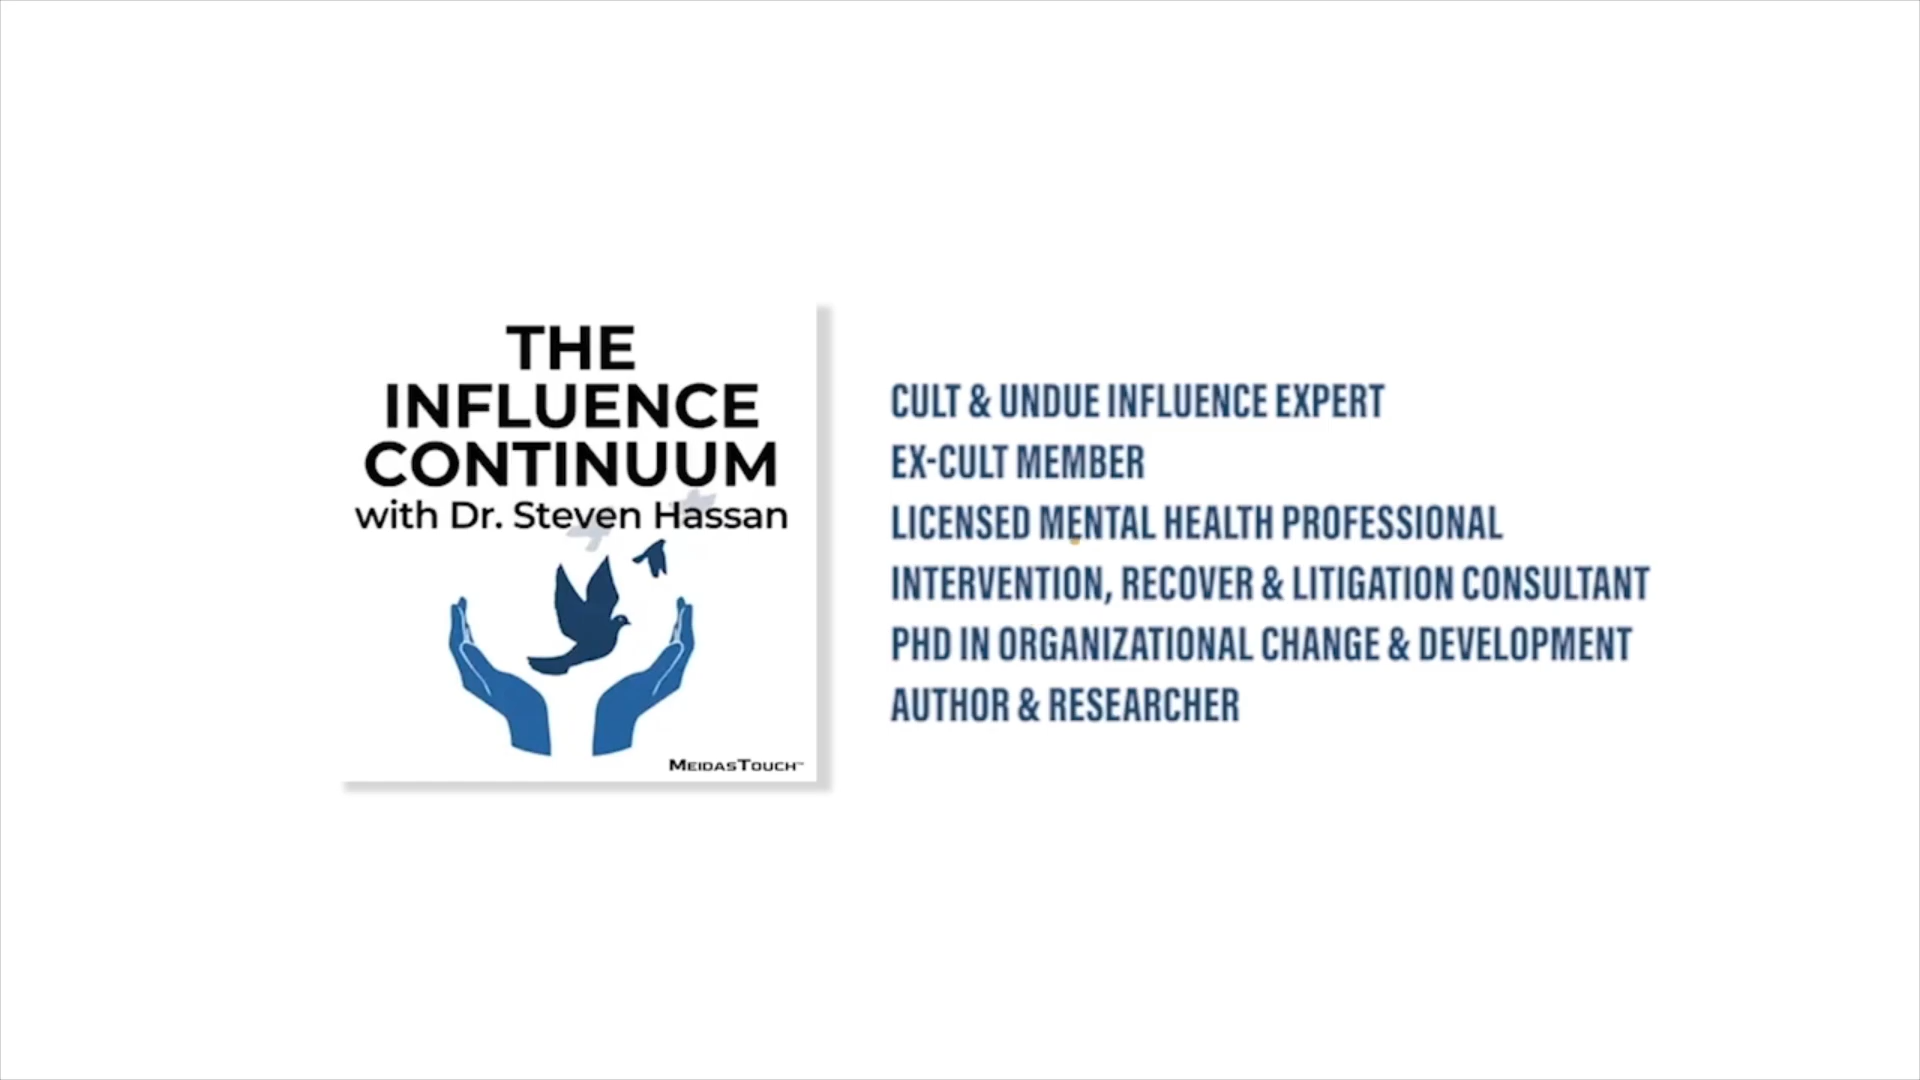 THE
INFLUENCE
CONTINUUM
with Dr. Steven Hassan
MEIDASTOUCH™
CULT & UNDUE INFLUENCE EXPERT
EX-CULT MEMBER
LICENSED MENTAL HEALTH PROFESSIONAL
INTERVENTION, RECOVER & LITIGATION CONSULTANT
PHD IN ORGANIZATIONAL CHANGE & DEVELOPMENT
AUTHOR & RESEARCHER